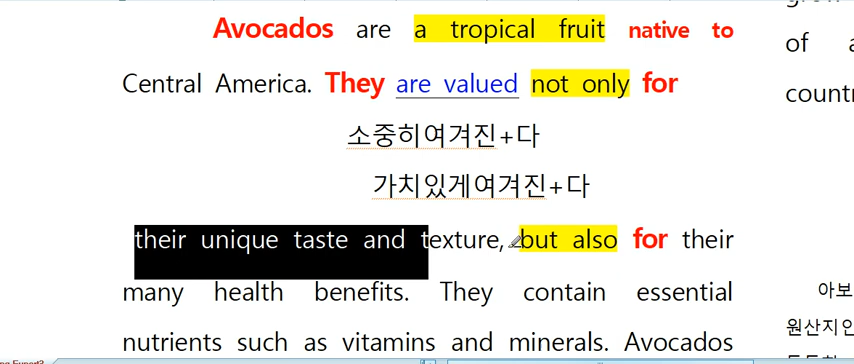 Avocados are a tropical fruit native to
Central America. They are valued not only for
소중히여겨진+다
가치있게여겨진+다
their unique taste and texture, but also for their
many health benefits. They contain essential
nutrients such as vitamins and minerals. Avocados
of
countr
아보
원산지인